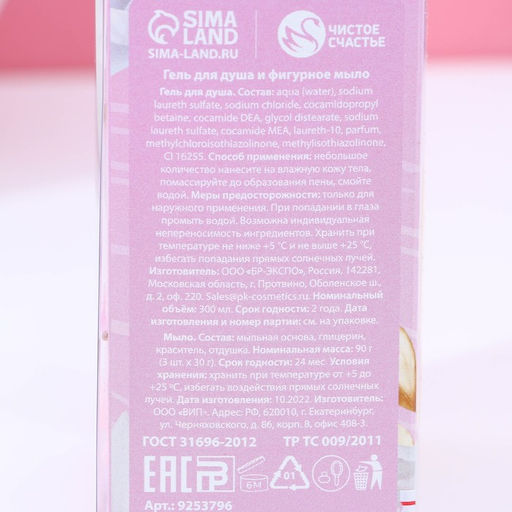 SIMA
LAND
SIMA-LAND.RU
ЧИСТОЕ
СЧАСТЬЕ
Гель для душа и фигурное мыло
Гель для душа. Состав: aqua (water), sodium
laureth sulfate, sodium chloride, cocamidopropyl
betaine, cocamide DEA, glycol distearate, sodium
laureth sulfate, cocamide MEA, laureth-10, parfum,
methylchloroisothiazolinone, methylisothiazolinone.
CI 16255. Способ применения: небольшое
количество нанесите на влажную кожу тела,
помассируйте до образования пены, смойте
водой. Меры предосторожности: только для
наружного применения. При попадании в глаза
промыть водой. Возможна индивидуальная
непереносимость ингредиентов. Хранить при
температуре не ниже +5 °C и не выше +25 °C,
избегать попадания прямых солнечных лучей.
Изготовитель: ООО «БР-ЭКСПО», Россия, 142281,
Московская область, г. Протвино, Оболенское ш.,
д. 2, оф. 220. Sales@pk-cosmetics.ru. Номинальный
объём: 300 мл. Срок годности: 2 года. Дата
изготовления и номер партии: см. на упаковке.
Мыло. Состав: мыльная основа, глицерин,
краситель, отдушка. Номинальная масса: 90 г
(3 шт. х 30 г). Срок годности: 24 мес. Условия
хранения: хранить при температуре от +5 до
+25 °C, избегать воздействия прямых солнечных
лучей. Дата изготовления: 10.2022. Изготовитель:
ООО «ВИП». Адрес: РФ, 620010, г. Екатеринбург,
ул. Черняховского, д. 86, корп. 8, офис 408-3.
ГОСТ 31696-2012 ТР ТС 009/2011
EAC 6М 01
Арт.: 9253796